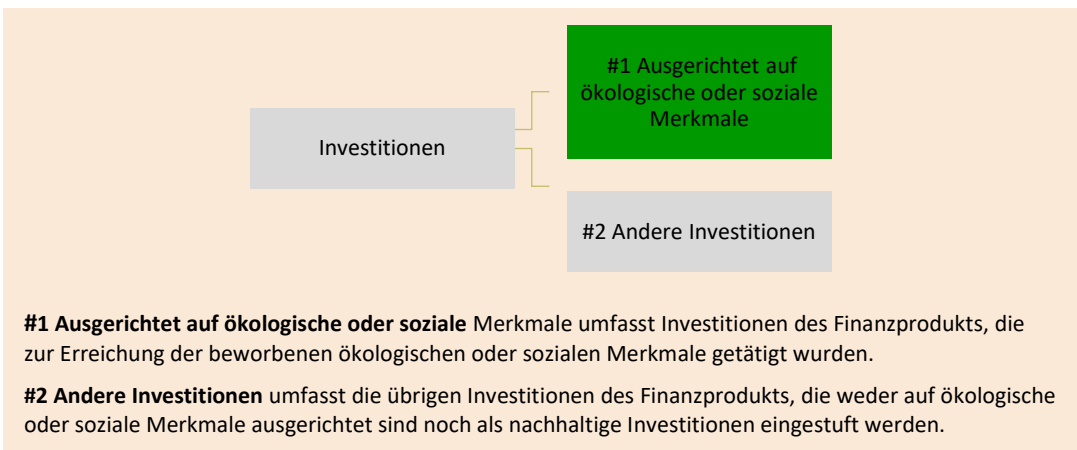 #1 Ausgerichtet auf
ökologische oder soziale
Merkmale
Investitionen
#2 Andere Investitionen
#1 Ausgerichtet auf ökologische oder soziale Merkmale umfasst Investitionen des Finanzprodukts, die
zur Erreichung der beworbenen ökologischen oder sozialen Merkmale getätigt wurden.
#2 Andere Investitionen umfasst die übrigen Investitionen des Finanzprodukts, die weder auf ökologische
oder soziale Merkmale ausgerichtet sind noch als nachhaltige Investitionen eingestuft werden.